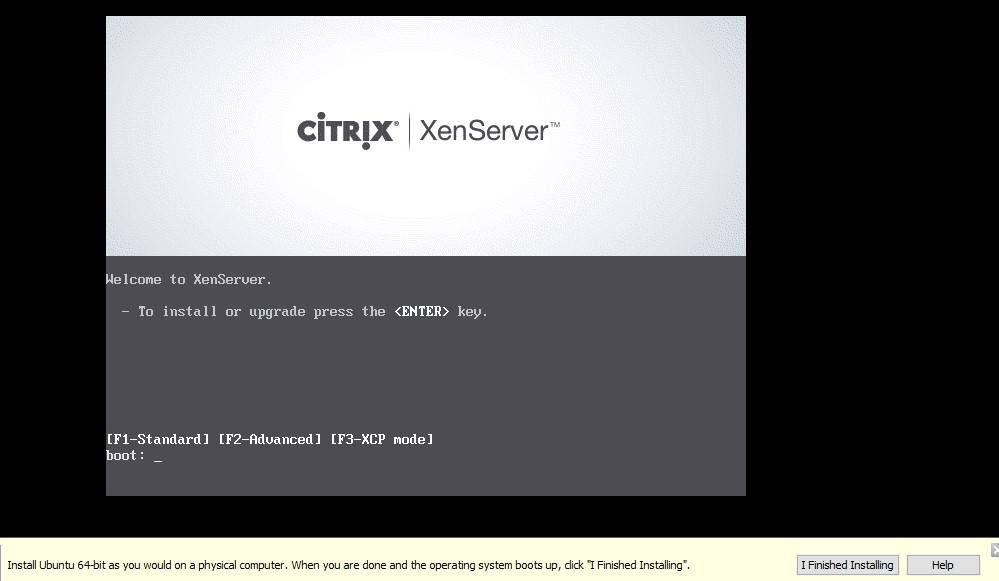 CİTRIX® XenServer™
Welcome to XenServer.
- To install or upgrade press the <ENTER> key.
[F1-Standard] [F2-Advanced] [F3-XCP mode]
boot: _
Install Ubuntu 64-bit as you would on a physical computer. When you are done and the operating system boots up, click "I Finished Installing".
I Finished Installing
Help